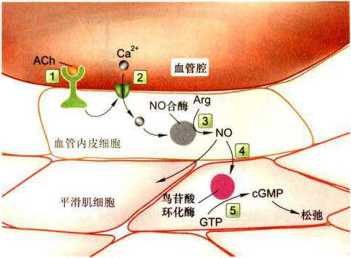 ACh
Ca²⁺
血管腔
1
2
NO合酶
Arg
3
NO
血管内皮细胞
4
平滑肌细胞
鸟苷酸
环化酶
cGMP
5
GTP
松弛